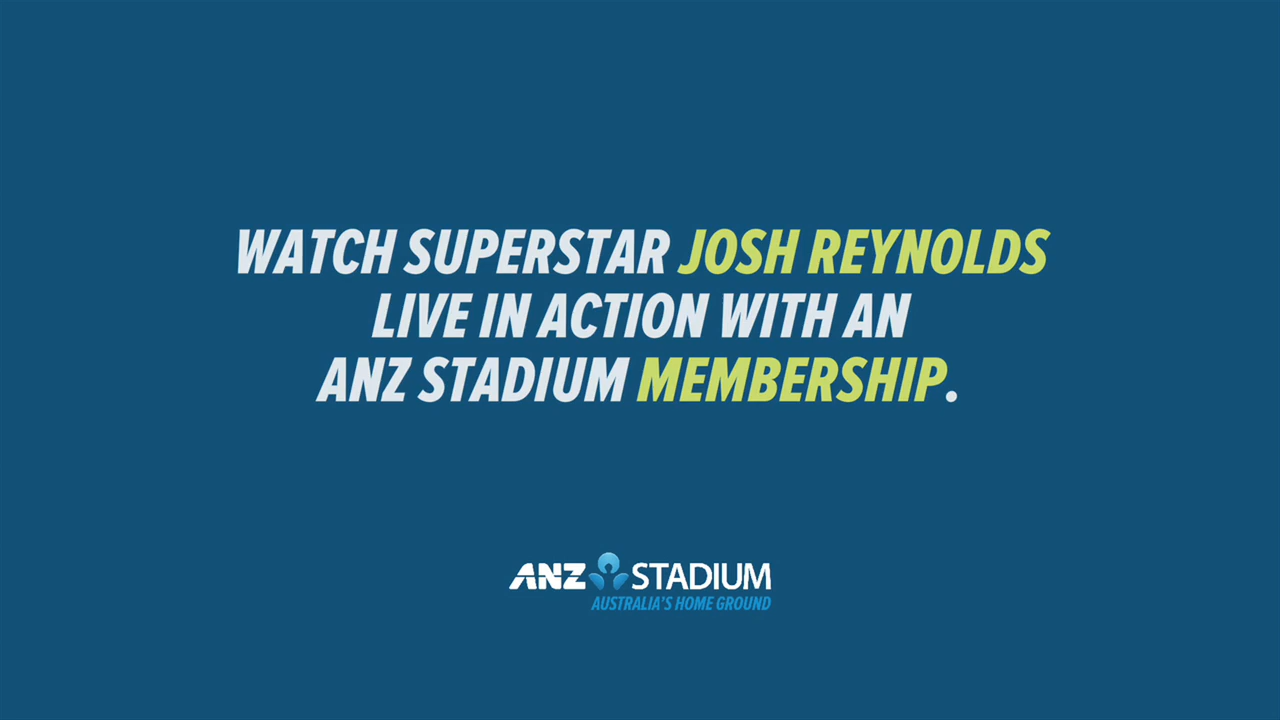 WATCH SUPERSTAR JOSH REYNOLDS
LIVE IN ACTION WITH AN
ANZ STADIUM MEMBERSHIP.
ANZ STADIUM
AUSTRALIA'S HOME GROUND